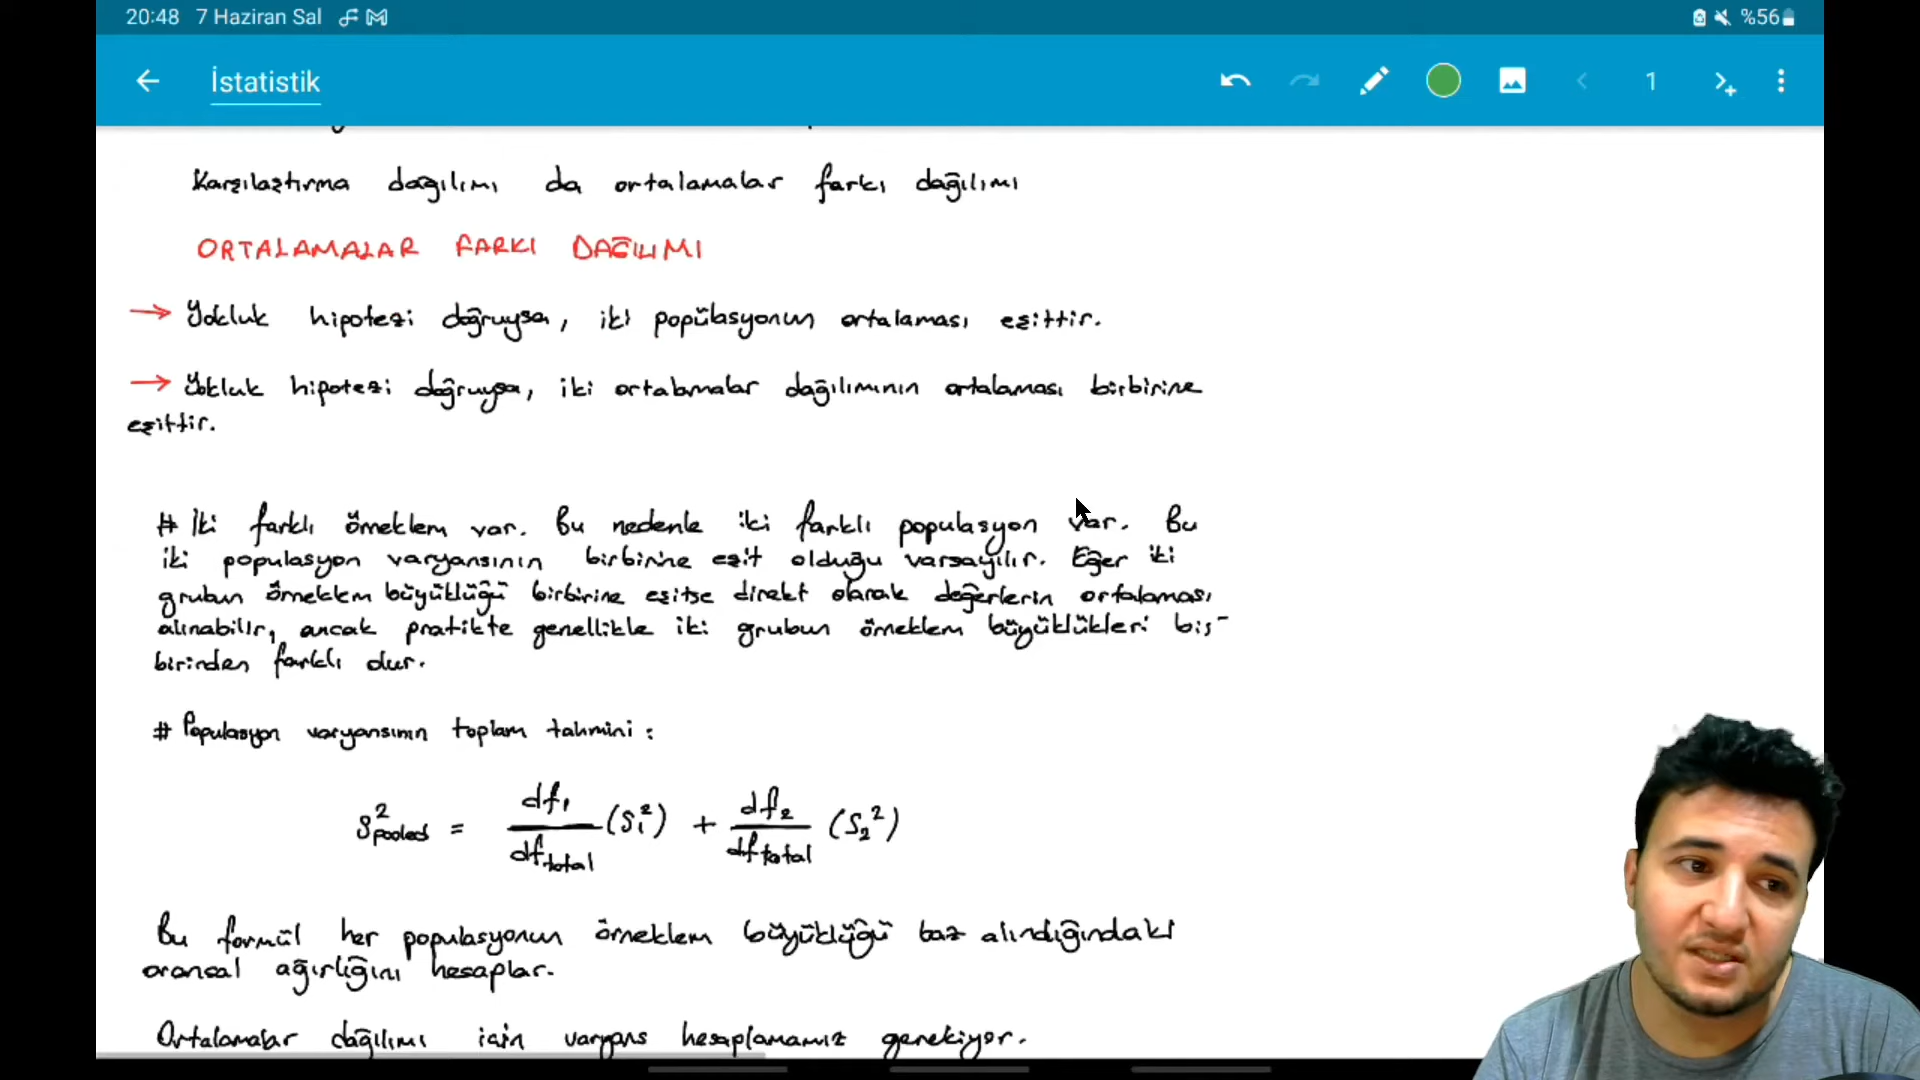 20:48 7 Haziran Sal %56
İstatistik 1
Karşılaştırma dağılımı da ortalamalar farkı dağılımı
ORTALAMALAR FARKI DAĞILIMI
→ Yokluk hipotezi doğruysa, iki popülasyonun ortalaması eşittir.
→ Yokluk hipotezi doğruysa, iki ortalamalar dağılımının ortalaması birbirine
eşittir.
# İki farklı örneklem var. Bu nedenle iki farklı populasyon var. Bu
iki populasyon varyansının birbirine eşit olduğu varsayılır. Eğer iki
grubun örneklem büyüklüğü birbirine eşitse direkt olarak değerlerin ortalaması
alınabilir, ancak pratikte genellikle iki grubun örneklem büyüklükleri bir-
birinden farklı dur.
# Populasyon varyansının toplam tahmini :
S²pooled = df₁/df total (S₁²) + df₂/df total (S₂²)
Bu formül her populasyonun örneklem büyüklüğü baz alındığındaki
oransal ağırlığını hesaplar.
Ortalamalar dağılımı için varyans hesaplamamız gerekiyor.